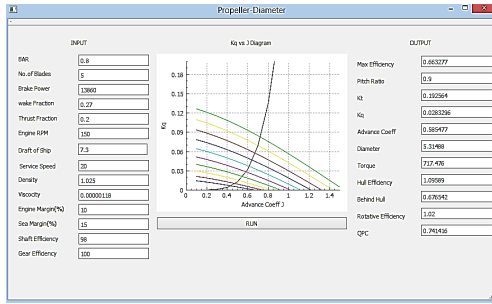 Propeller-Diameter
INPUT
BAR 0.8
No.of Blades 5
Brake Power 13860
wake Fraction 0.27
Thrust Fraction 0.2
Engine RPM 150
Draft of Ship 7.3
Service Speed 20
Density 1.025
Viscocity 0.00000118
Engine Margin(%) 10
Sea Margin(%) 15
Shaft Efficiency 98
Gear Efficiency 100
Kq vs J Diagram
Kq
0.18
0.15
0.12
0.09
0.06
0.03
0
0 0.2 0.4 0.6 0.8 1 1.2 1.4
Advance Coeff J
RUN
OUTPUT
Max Efficiency 0.663277
Pitch Ratio 0.9
Kt 0.192564
Kq 0.0283296
Advance Coeff 0.585477
Diameter 5.31488
Torque 717.476
Hull Efficiency 1.09589
Behind Hull 0.676542
Rotative Efficiency 1.02
QPC 0.741416